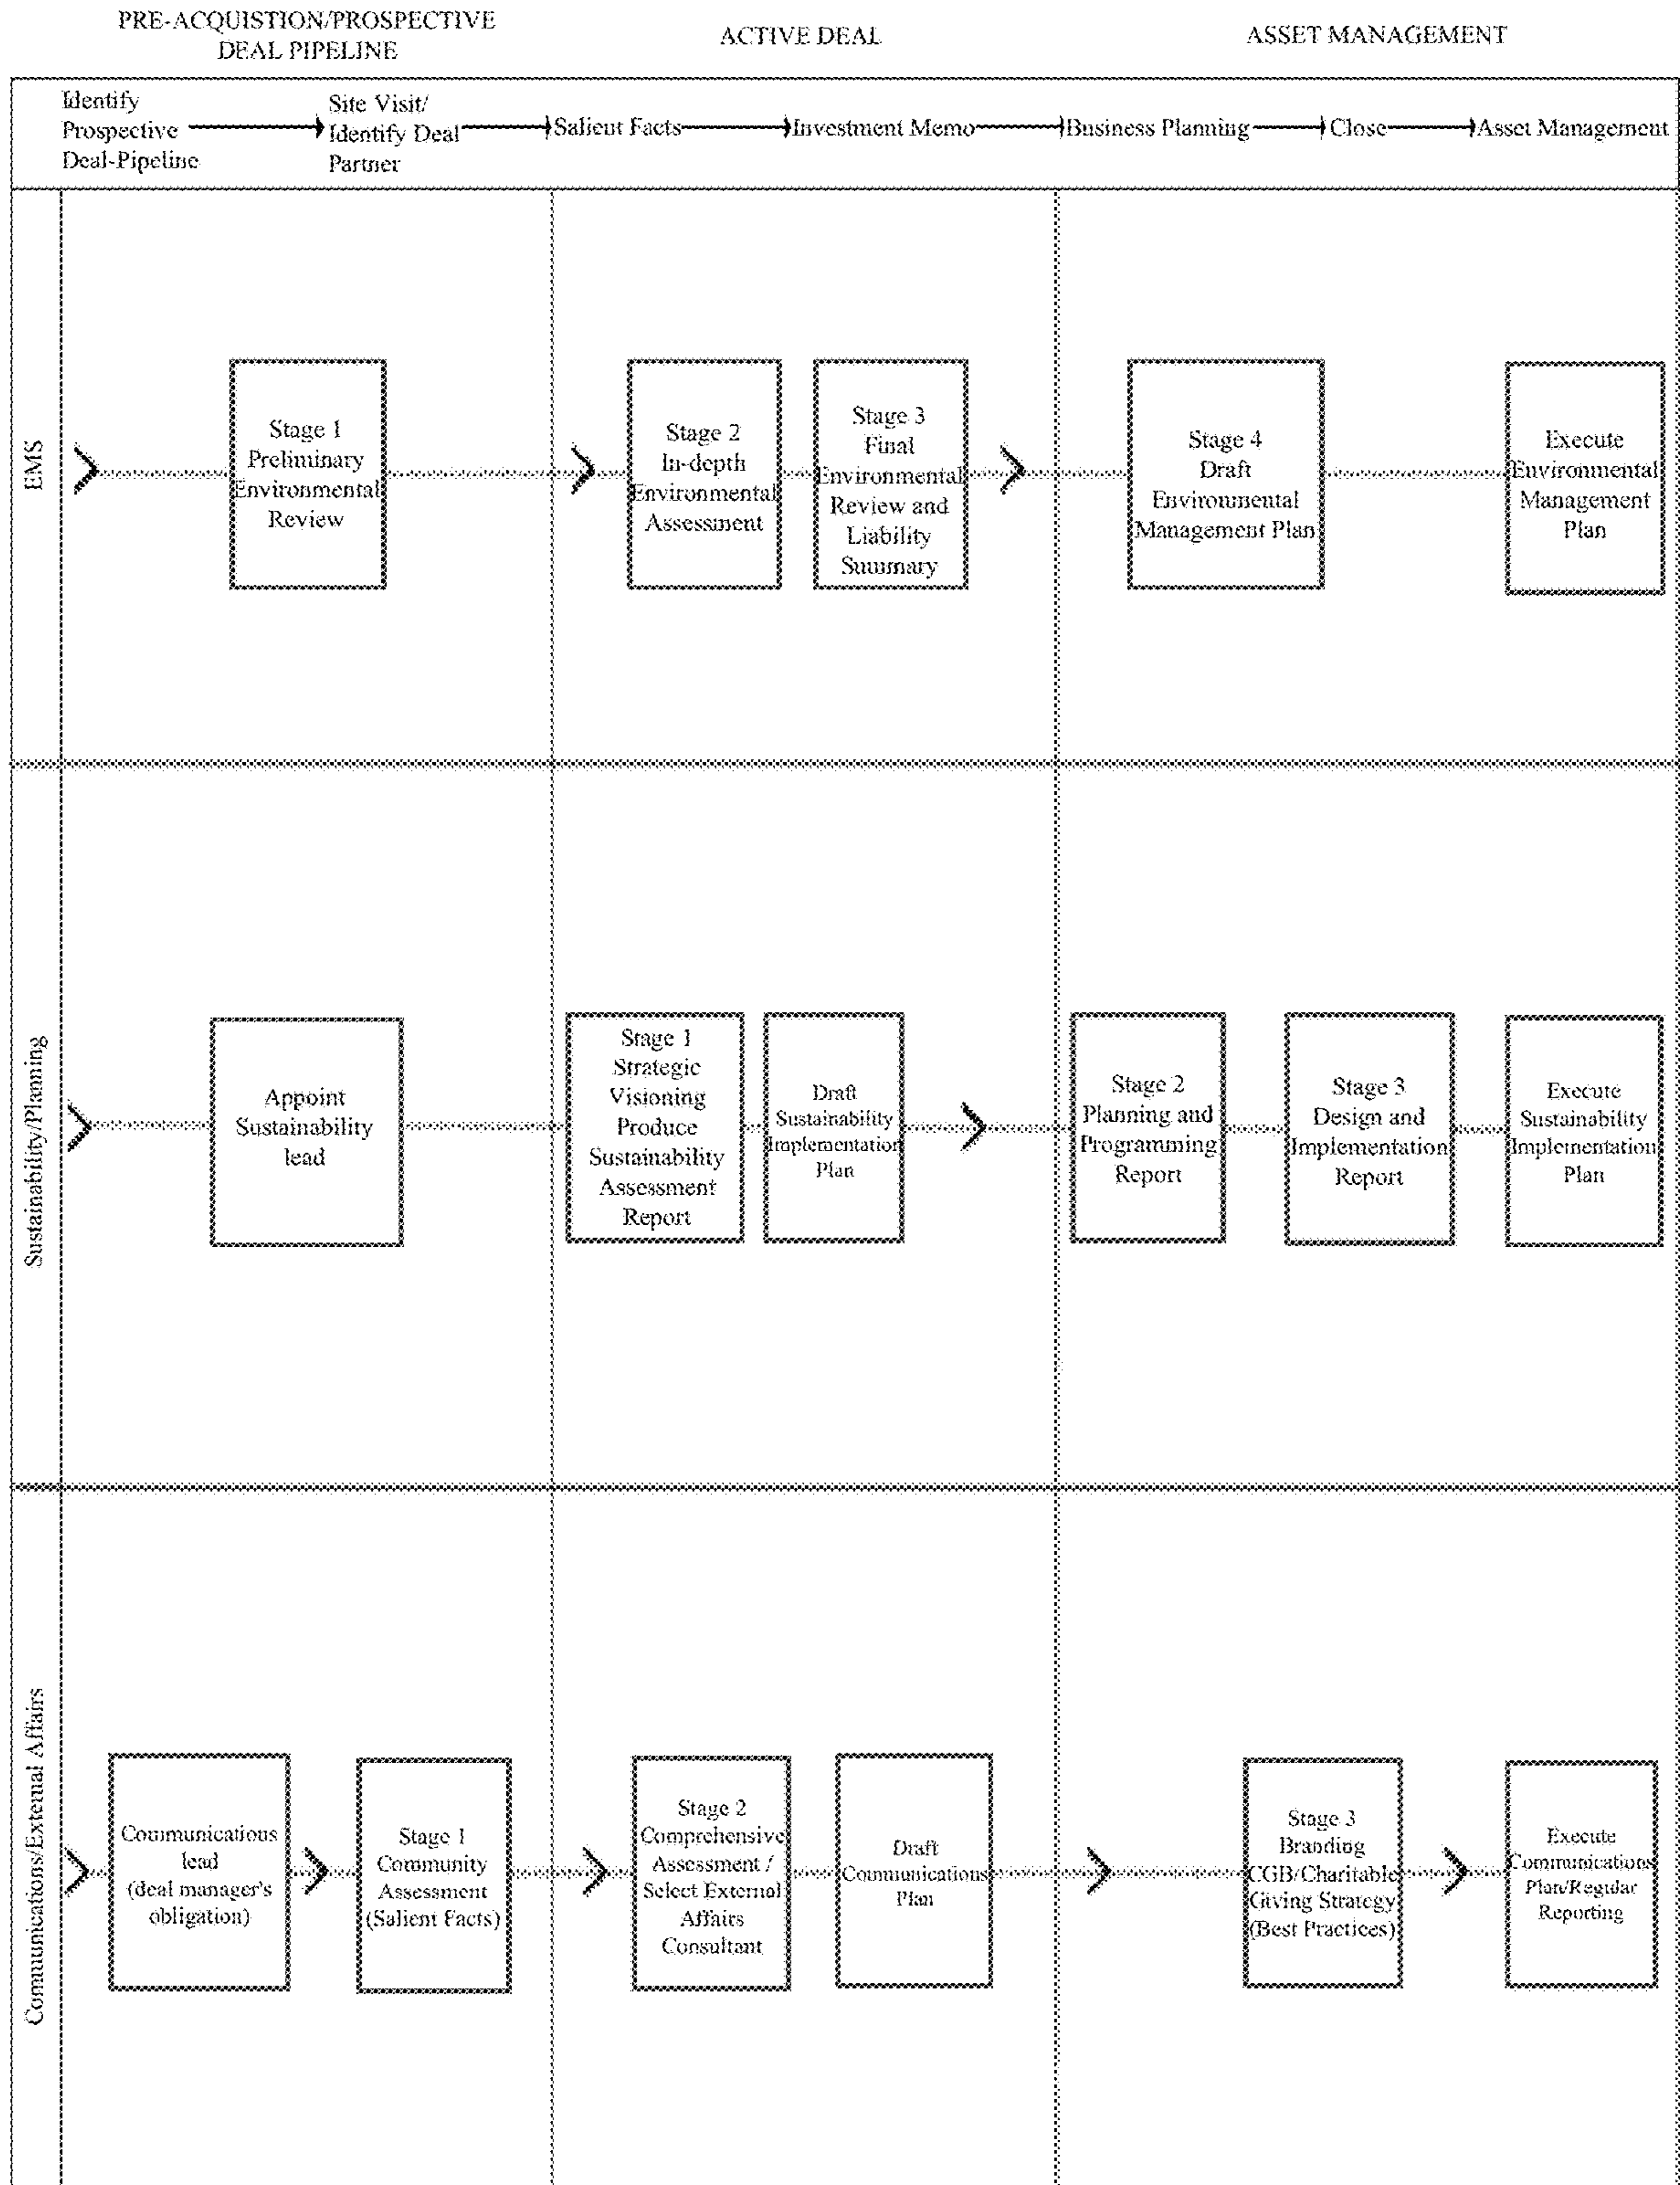 PRE-ACQUISTION/PROSPECTIVE
DEAL PIPELINE
ACTIVE DEAL
ASSET MANAGEMENT
Identify
Prospective
Deal-Pipeline
Site Visit/
Identify Deal
Partner
Salient Facts
Investment Memo
Business Planning
Close
Asset Management
EMS
Stage 1
Preliminary
Environmental
Review
Stage 2
In-depth
Environmental
Assessment
Stage 3
Final
Environmental
Review and
Liability
Summary
Stage 4
Draft
Environmental
Management Plan
Execute
Environmental
Management
Plan
Sustainability/Planning
Appoint
Sustainability
lead
Stage 1
Strategic
Visioning
Produce
Sustainability
Assessment
Report
Draft
Sustainability
Implementation
Plan
Stage 2
Planning and
Programming
Report
Stage 3
Design and
Implementation
Report
Execute
Sustainability
Implementation
Plan
Communications/External Affairs
Communications
lead
(deal manager's
obligation)
Stage 1
Community
Assessment
(Salient Facts)
Stage 2
Comprehensive
Assessment /
Select External
Affairs
Consultant
Draft
Communications
Plan
Stage 3
Branding
CGB/Charitable
Giving Strategy
(Best Practices)
Execute
Communications
Plan/Regular
Reporting